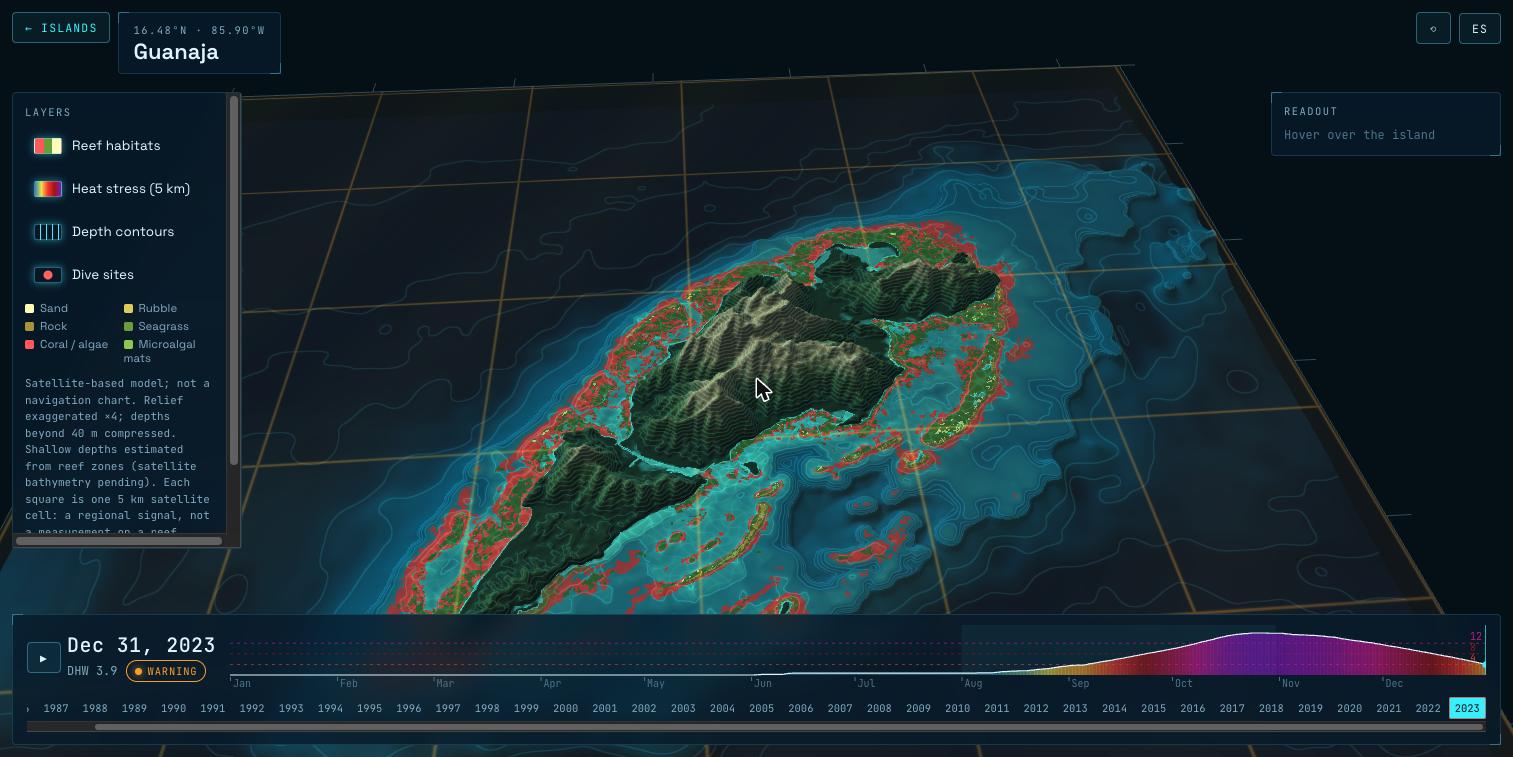 ← ISLANDS
16.48°N · 85.90°W
Guanaja
ES
LAYERS
Reef habitats
Heat stress (5 km)
Depth contours
Dive sites
Sand
Rubble
Rock
Seagrass
Coral / algae
Microalgal
mats
Satellite-based model; not a
navigation chart. Relief
exaggerated ×4; depths
beyond 40 m compressed.
Shallow depths estimated
from reef zones (satellite
bathymetry pending). Each
square is one 5 km satellite
cell: a regional signal, not
a measurement on a reef
READOUT
Hover over the island
Dec 31, 2023
DHW 3.9 WARNING
12
8
4
Jan Feb Mar Apr May Jun Jul Aug Sep Oct Nov Dec
1987 1988 1989 1990 1991 1992 1993 1994 1995 1996 1997 1998 1999 2000 2001 2002 2003 2004 2005 2006 2007 2008 2009 2010 2011 2012 2013 2014 2015 2016 2017 2018 2019 2020 2021 2022 2023